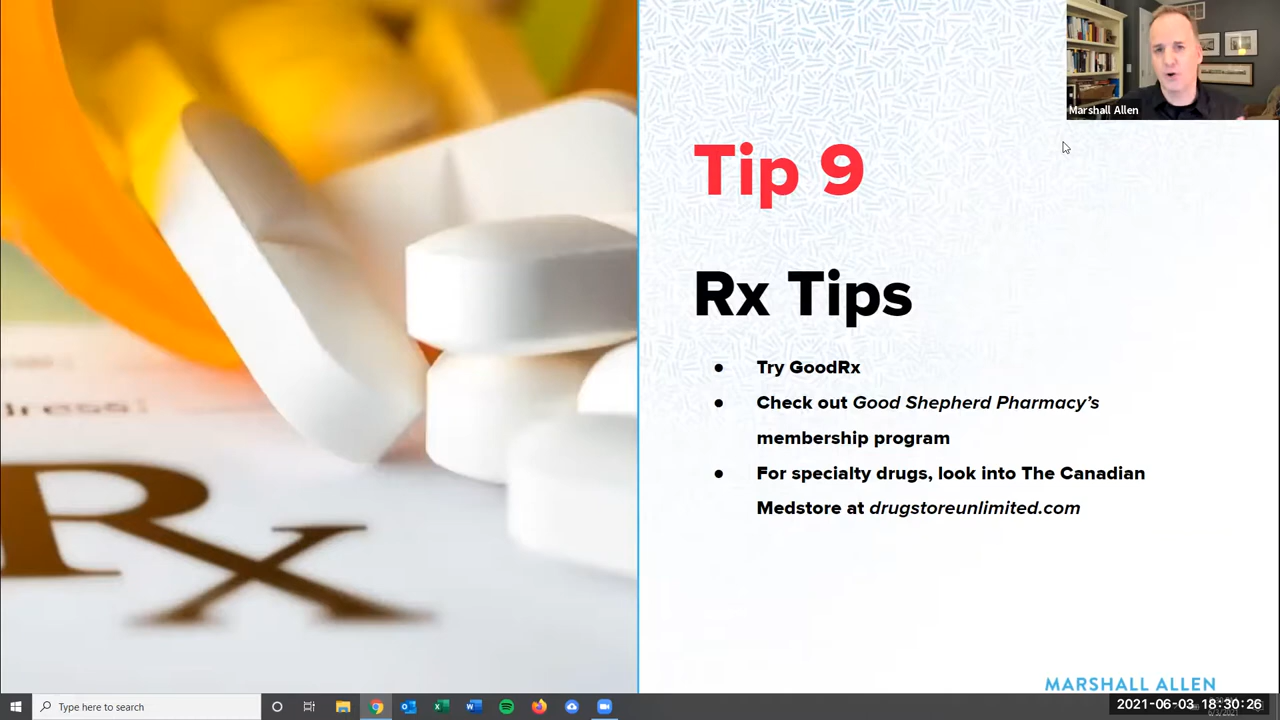 Marshall Allen
Tip 9
Rx Tips
● Try GoodRx
● Check out Good Shepherd Pharmacy's
membership program
● For specialty drugs, look into The Canadian
Medstore at drugstoreunlimited.com
Rx
MARSHALL ALLEN
Type here to search
2021-06-03 18:30:26